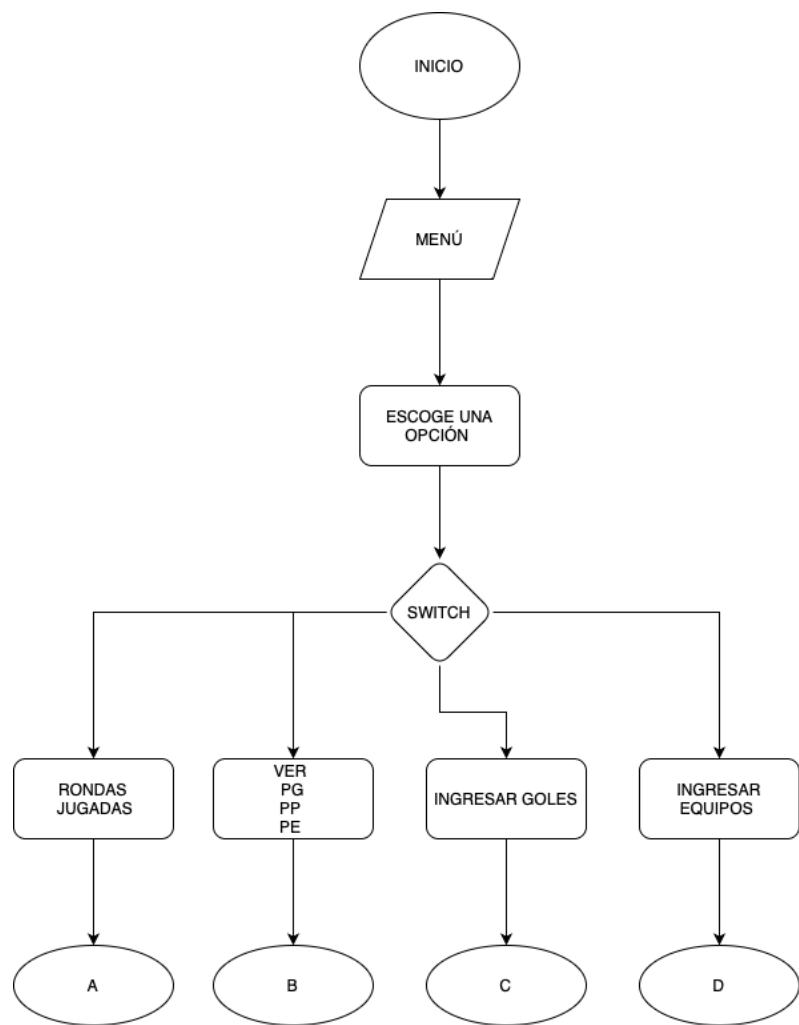 INICIO
MENÚ
ESCOGE UNA
OPCIÓN
SWITCH
RONDAS
JUGADAS
VER
PG
PP
PE
INGRESAR GOLES
INGRESAR
EQUIPOS
A
B
C
D